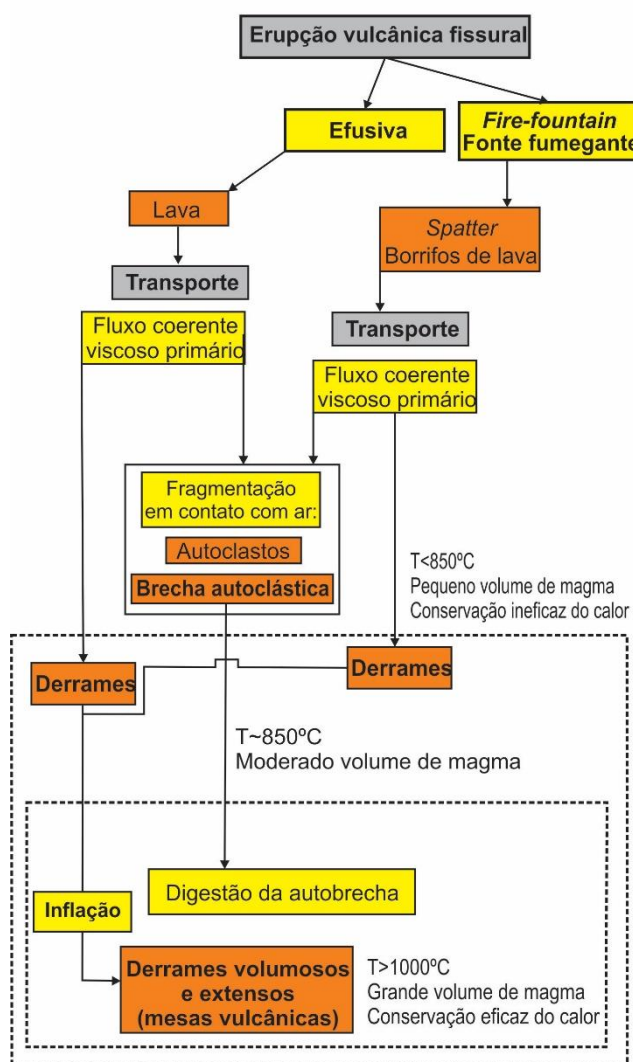 Erupção vulcânica fissural
Efusiva
Fire-fountain
Fonte fumegante
Lava
Spatter
Borrifos de lava
Transporte
Transporte
Fluxo coerente
viscoso primário
Fluxo coerente
viscoso primário
Fragmentação
em contato com ar:
Autoclastos
Brecha autoclástica
T<850ºC
Pequeno volume de magma
Conservação ineficaz do calor
Derrames
Derrames
T~850ºC
Moderado volume de magma
Digestão da autobrecha
Inflação
Derrames volumosos
e extensos
(mesas vulcânicas)
T>1000ºC
Grande volume de magma
Conservação eficaz do calor